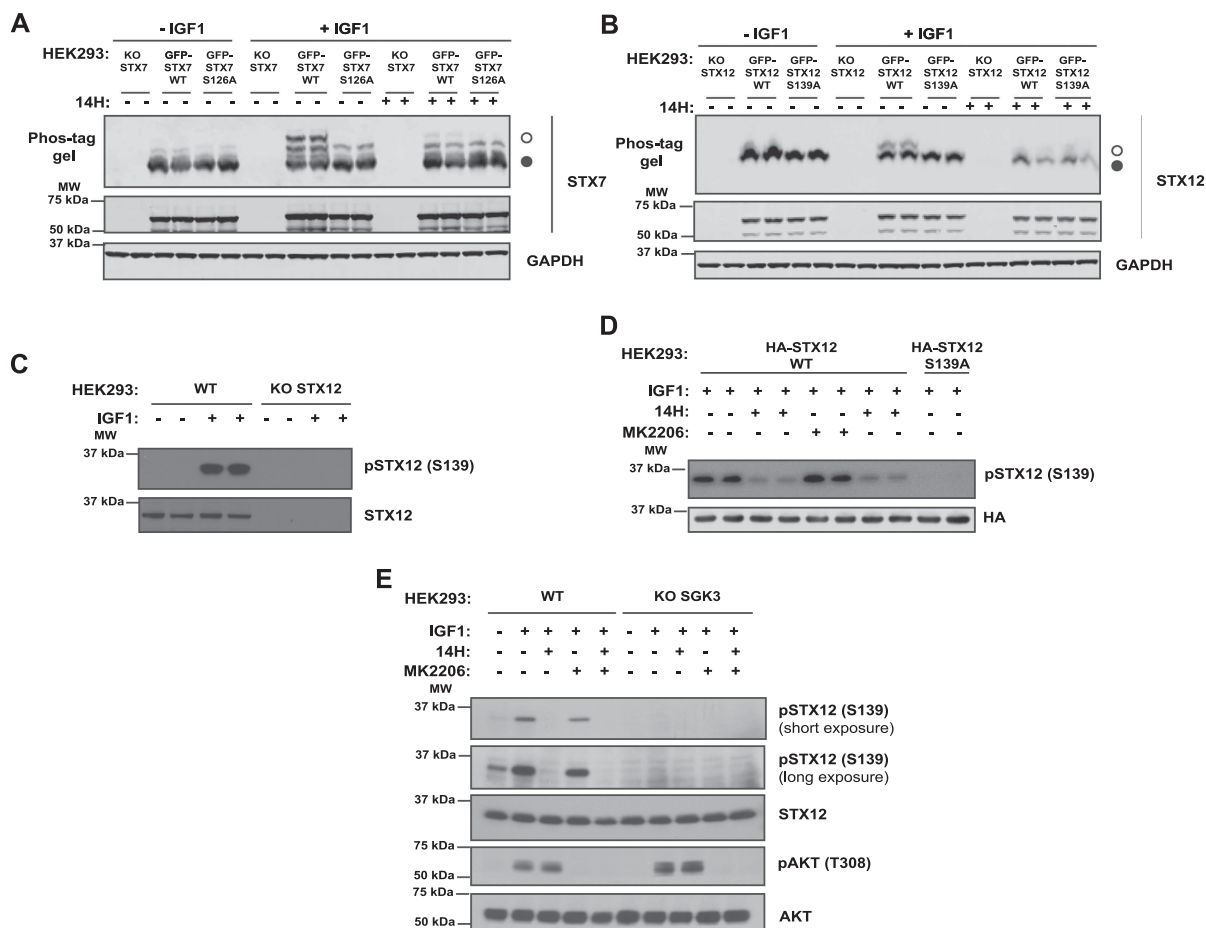 A
- IGF1
+ IGF1
HEK293:
KO STX7
GFP-STX7 WT
GFP-STX7 S126A
KO STX7
GFP-STX7 WT
GFP-STX7 S126A
KO STX7
GFP-STX7 WT
GFP-STX7 S126A
14H: - - - - - - - - - - - - + + + + + +
Phos-tag gel
STX7
MW
75 kDa
50 kDa
37 kDa
GAPDH
B
- IGF1
+ IGF1
HEK293:
KO STX12
GFP-STX12 WT
GFP-STX12 S139A
KO STX12
GFP-STX12 WT
GFP-STX12 S139A
KO STX12
GFP-STX12 WT
GFP-STX12 S139A
14H: - - - - - - - - - - - - + + + + + +
Phos-tag gel
STX12
MW
75 kDa
50 kDa
37 kDa
GAPDH
C
HEK293: WT KO STX12
IGF1: - - + + - - + +
MW
37 kDa
pSTX12 (S139)
37 kDa
STX12
D
HEK293:
HA-STX12 WT
HA-STX12 S139A
IGF1: + + + + + + + + + +
14H: - - + + - - + + - -
MK2206: - - - - + + - - - -
MW
37 kDa
pSTX12 (S139)
37 kDa
HA
E
HEK293: WT KO SGK3
IGF1: - + + + + - + + + +
14H: - - + - + - - + - +
MK2206: - - - + + - - - + +
MW
37 kDa
pSTX12 (S139)
(short exposure)
37 kDa
pSTX12 (S139)
(long exposure)
37 kDa
STX12
75 kDa
50 kDa
pAKT (T308)
75 kDa
50 kDa
AKT